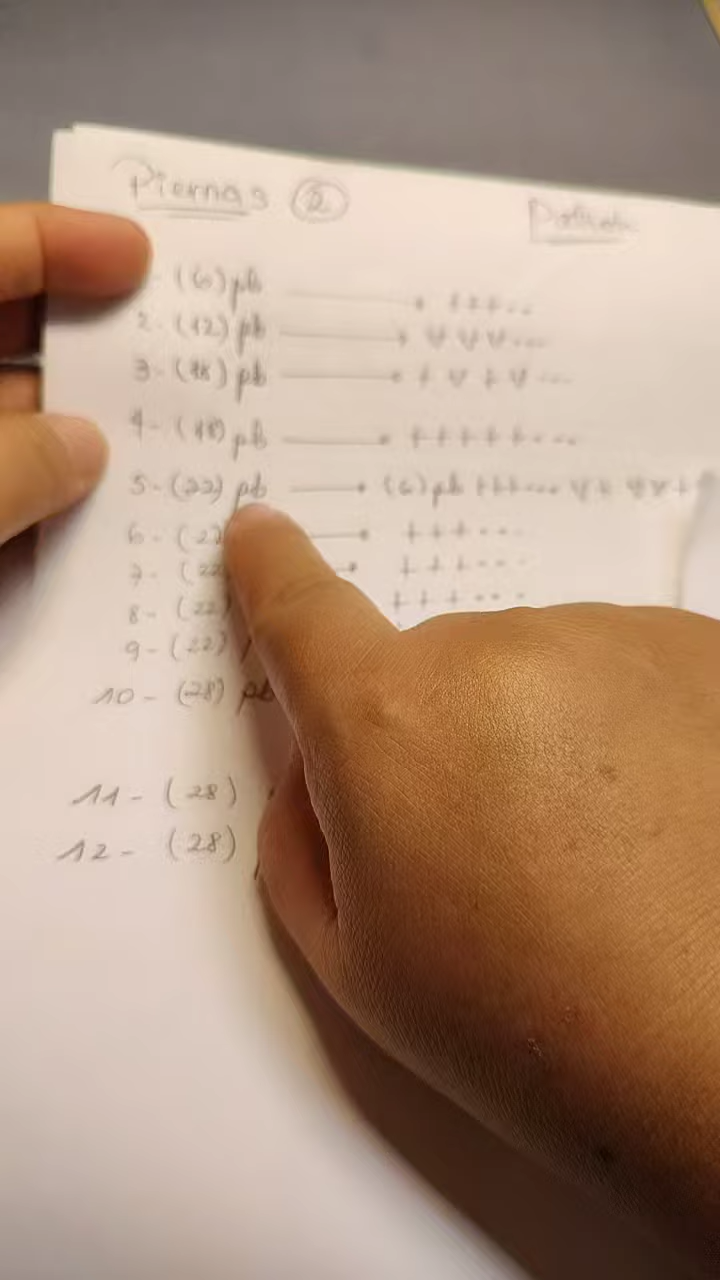 Piernas ②
(6) pb → +++...
2- (12) pb → V V V...
3- (18) pb → + V + V...
4- (18) pb → +++++...
5- (22) pb → (6) pb +++...
6- (22 → +++...
7- (22 → +++...
8- (22) +++...
9- (22)
10- (28) pb
11- (28)
12- (28)